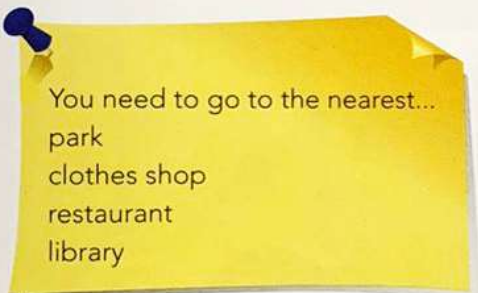 You need to go to the nearest...
park
clothes shop
restaurant
library